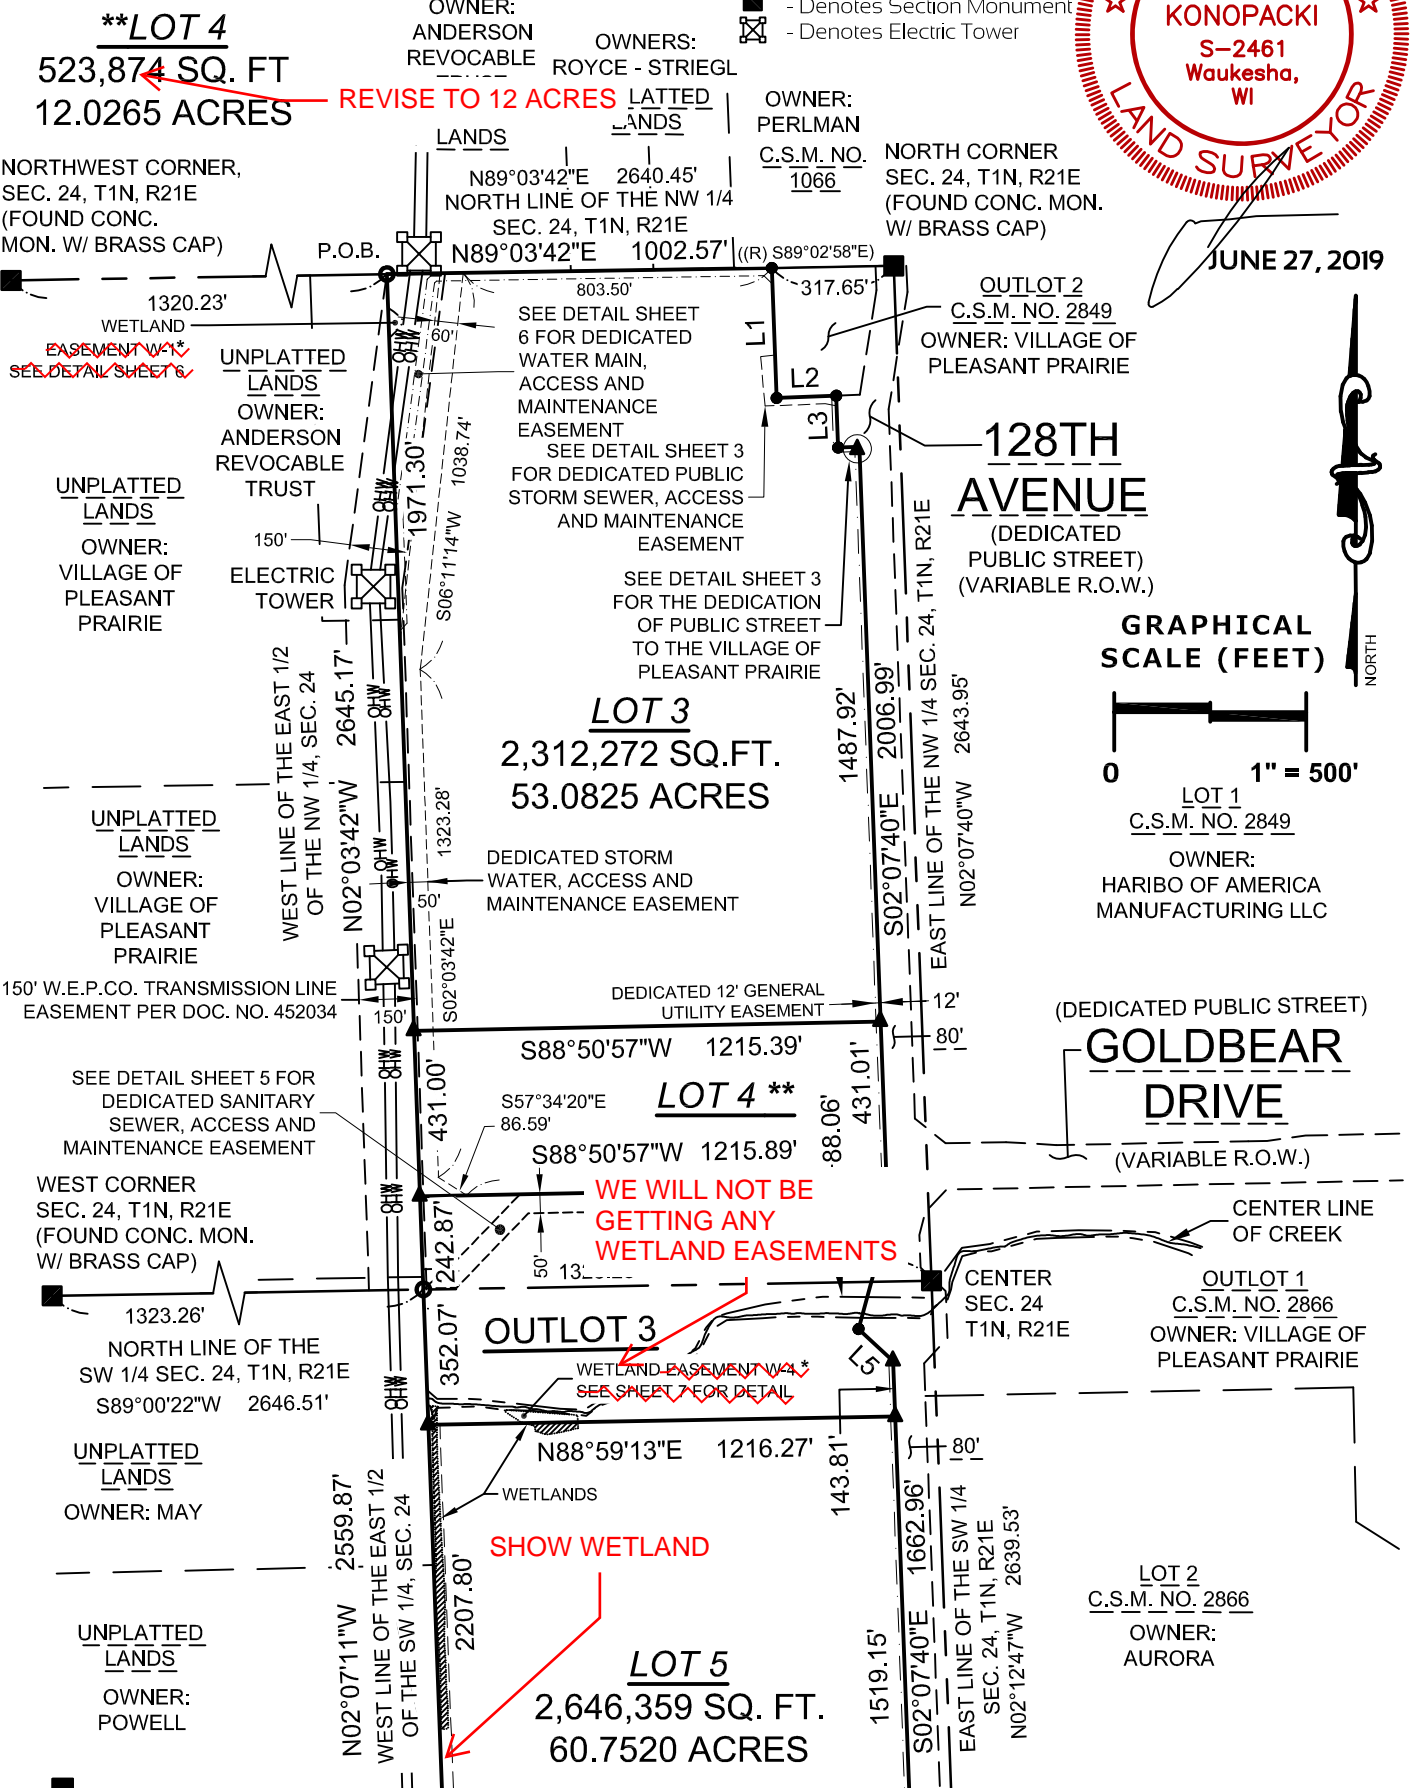 **LOT 4
523,874 SQ. FT
12.0265 ACRES
REVISE TO 12 ACRES
OWNER:
ANDERSON
REVOCABLE
TRUST
LANDS
OWNERS:
ROYCE - STRIEGL
LATTED
LANDS
- Denotes Section Monument
- Denotes Electric Tower
OWNER:
PERLMAN
C.S.M. NO.
1066
KONOPACKI
S-2461
Waukesha,
WI
LAND SURVEYOR
JUNE 27, 2019
NORTHWEST CORNER,
SEC. 24, T1N, R21E
(FOUND CONC.
MON. W/ BRASS CAP)
P.O.B.
N89°03'42"E 2640.45'
NORTH LINE OF THE NW 1/4
SEC. 24, T1N, R21E
N89°03'42"E 1002.57'
((R) S89°02'58"E)
NORTH CORNER
SEC. 24, T1N, R21E
(FOUND CONC. MON.
W/ BRASS CAP)
1320.23'
803.50'
317.65'
WETLAND
EASEMENT W-1*
SEE DETAIL SHEET 6
60'
SEE DETAIL SHEET
6 FOR DEDICATED
WATER MAIN,
ACCESS AND
MAINTENANCE
EASEMENT
L1
L2
L3
OUTLOT 2
C.S.M. NO. 2849
OWNER: VILLAGE OF
PLEASANT PRAIRIE
UNPLATTED
LANDS
OWNER:
ANDERSON
REVOCABLE
TRUST
SEE DETAIL SHEET 3
FOR DEDICATED PUBLIC
STORM SEWER, ACCESS
AND MAINTENANCE
EASEMENT
128TH
AVENUE
(DEDICATED
PUBLIC STREET)
(VARIABLE R.O.W.)
UNPLATTED
LANDS
OWNER:
VILLAGE OF
PLEASANT
PRAIRIE
150'
ELECTRIC
TOWER
1971.30'
1038.74'
S06°11'14"W
SEE DETAIL SHEET 3
FOR THE DEDICATION
OF PUBLIC STREET
TO THE VILLAGE OF
PLEASANT PRAIRIE
GRAPHICAL
SCALE (FEET)
NORTH
0 1" = 500'
WEST LINE OF THE EAST 1/2
OF THE NW 1/4, SEC. 24
N02°03'42"W 2645.17'
LOT 3
2,312,272 SQ.FT.
53.0825 ACRES
1487.92'
S02°07'40"E 2006.99'
EAST LINE OF THE NW 1/4 SEC. 24, T1N, R21E
N02°07'40"W 2643.95'
LOT 1
C.S.M. NO. 2849
OWNER:
HARIBO OF AMERICA
MANUFACTURING LLC
UNPLATTED
LANDS
OWNER:
VILLAGE OF
PLEASANT
PRAIRIE
1323.28'
S02°03'42"E
50'
DEDICATED STORM
WATER, ACCESS AND
MAINTENANCE EASEMENT
150' W.E.P.CO. TRANSMISSION LINE
EASEMENT PER DOC. NO. 452034
150'
DEDICATED 12' GENERAL
UTILITY EASEMENT
12'
80'
S88°50'57"W 1215.39'
(DEDICATED PUBLIC STREET)
GOLDBEAR
DRIVE
(VARIABLE R.O.W.)
SEE DETAIL SHEET 5 FOR
DEDICATED SANITARY
SEWER, ACCESS AND
MAINTENANCE EASEMENT
431.00'
S57°34'20"E
86.59'
LOT 4 **
S88°50'57"W 1215.89'
88.06'
431.01'
WEST CORNER
SEC. 24, T1N, R21E
(FOUND CONC. MON.
W/ BRASS CAP)
242.87'
50'
WE WILL NOT BE
GETTING ANY
WETLAND EASEMENTS
CENTER LINE
OF CREEK
1323.26'
NORTH LINE OF THE
SW 1/4 SEC. 24, T1N, R21E
S89°00'22"W 2646.51'
352.07'
OUTLOT 3
WETLAND EASEMENT W-4*
SEE SHEET 7 FOR DETAIL
L5
CENTER
SEC. 24
T1N, R21E
OUTLOT 1
C.S.M. NO. 2866
OWNER: VILLAGE OF
PLEASANT PRAIRIE
UNPLATTED
LANDS
OWNER: MAY
N88°59'13"E 1216.27'
143.81'
80'
WETLANDS
SHOW WETLAND
N02°07'11"W 2559.87'
WEST LINE OF THE EAST 1/2
OF THE SW 1/4, SEC. 24
2207.80'
LOT 5
2,646,359 SQ. FT.
60.7520 ACRES
1519.15'
S02°07'40"E 1662.96'
EAST LINE OF THE SW 1/4
SEC. 24, T1N, R21E
N02°12'47"W 2639.53'
LOT 2
C.S.M. NO. 2866
OWNER:
AURORA
UNPLATTED
LANDS
OWNER:
POWELL